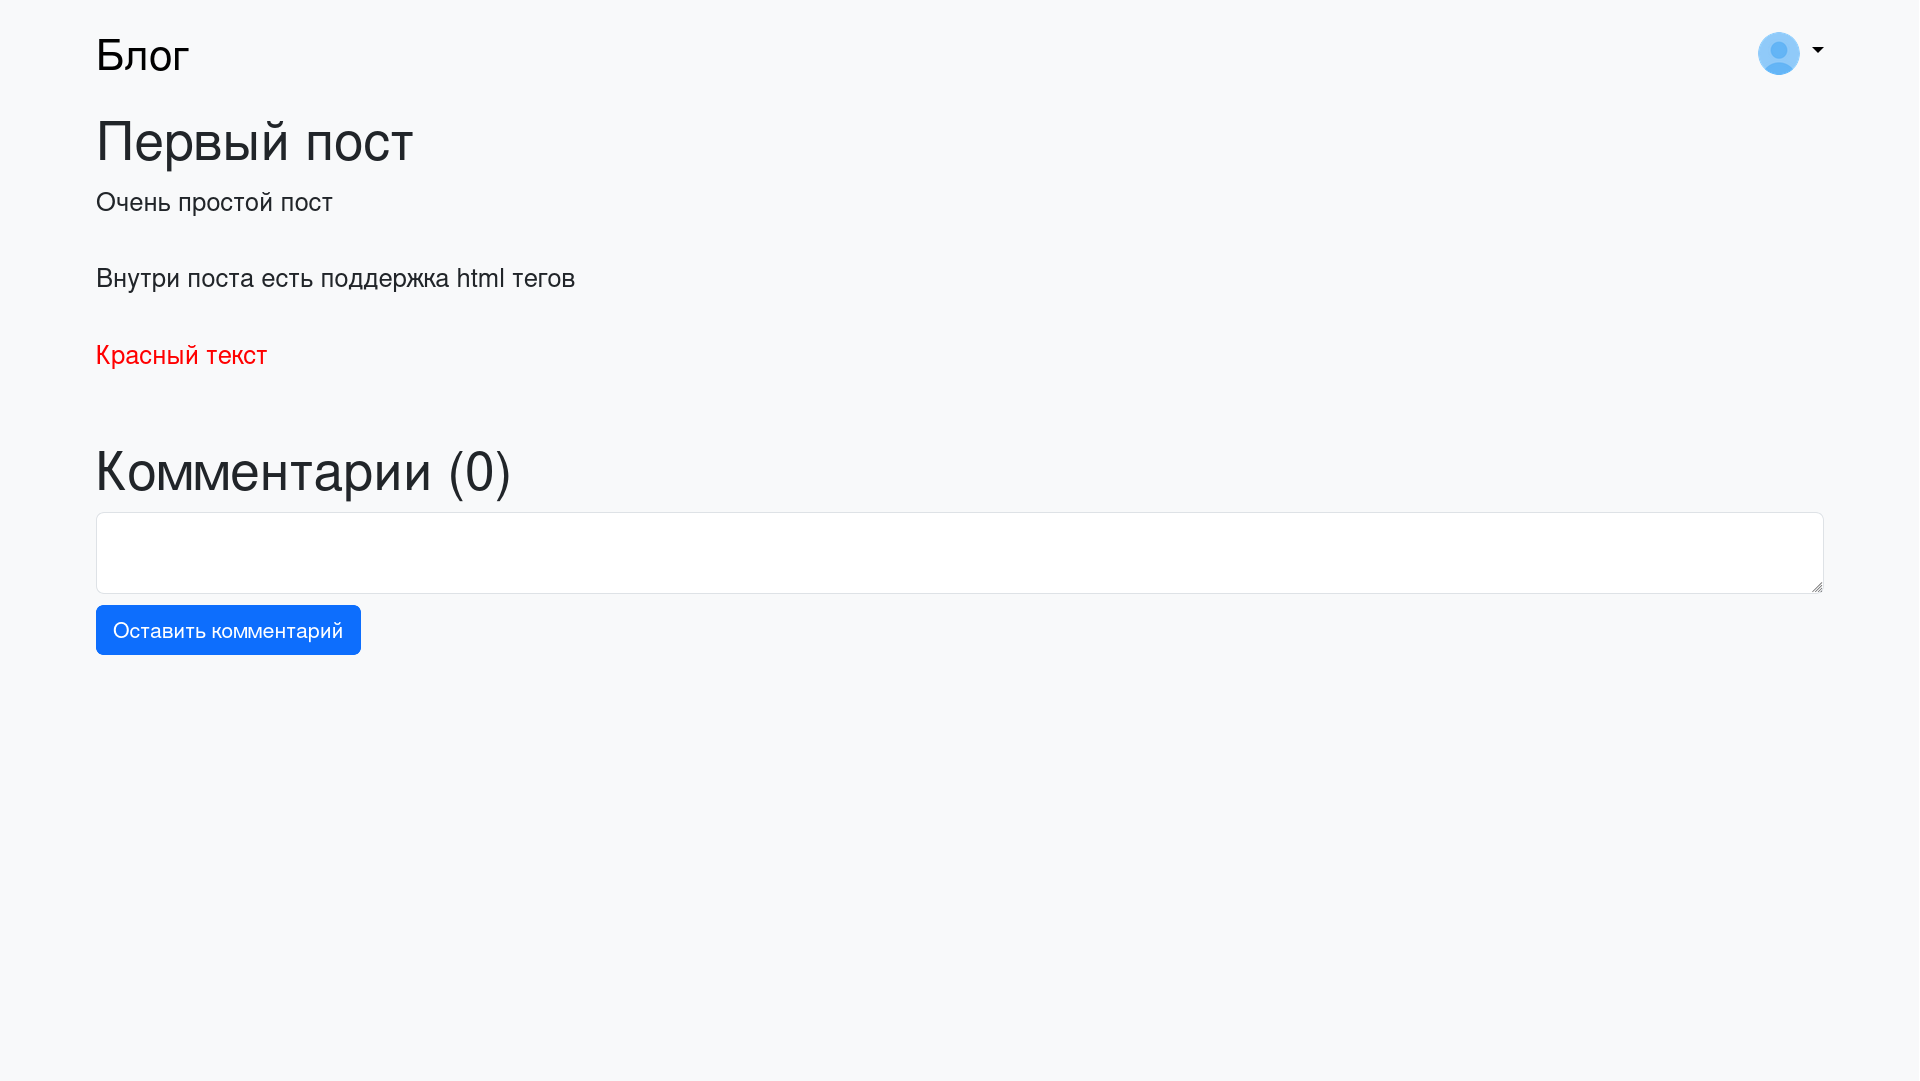 Блог
Первый пост
Очень простой пост
Внутри поста есть поддержка html тегов
Красный текст
Комментарии (0)
Оставить комментарий